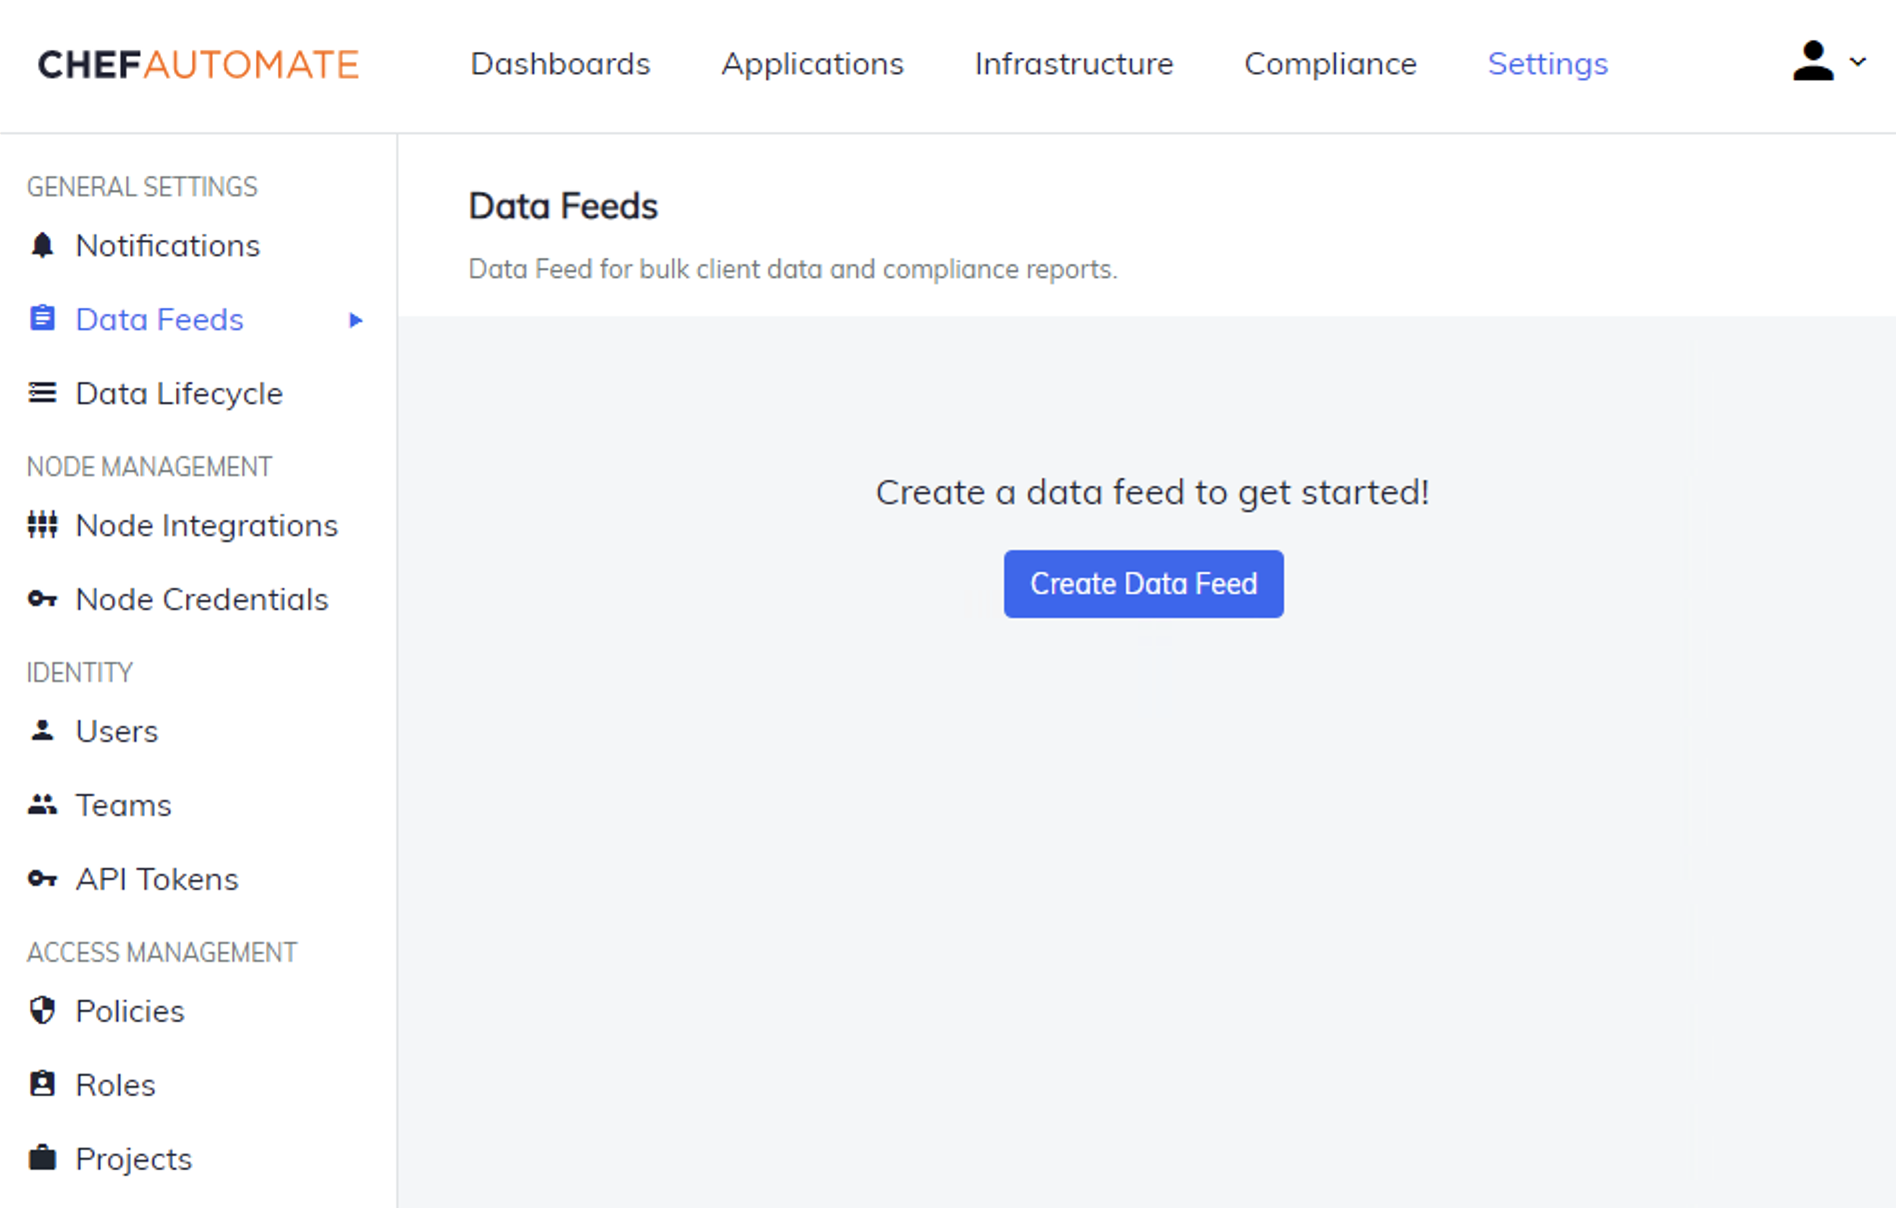 CHEFAUTOMATE
Dashboards
Applications
Infrastructure
Compliance
Settings
GENERAL SETTINGS
Notifications
Data Feeds
Data Lifecycle
NODE MANAGEMENT
Node Integrations
Node Credentials
IDENTITY
Users
Teams
API Tokens
ACCESS MANAGEMENT
Policies
Roles
Projects
Data Feeds
Data Feed for bulk client data and compliance reports.
Create a data feed to get started!
Create Data Feed